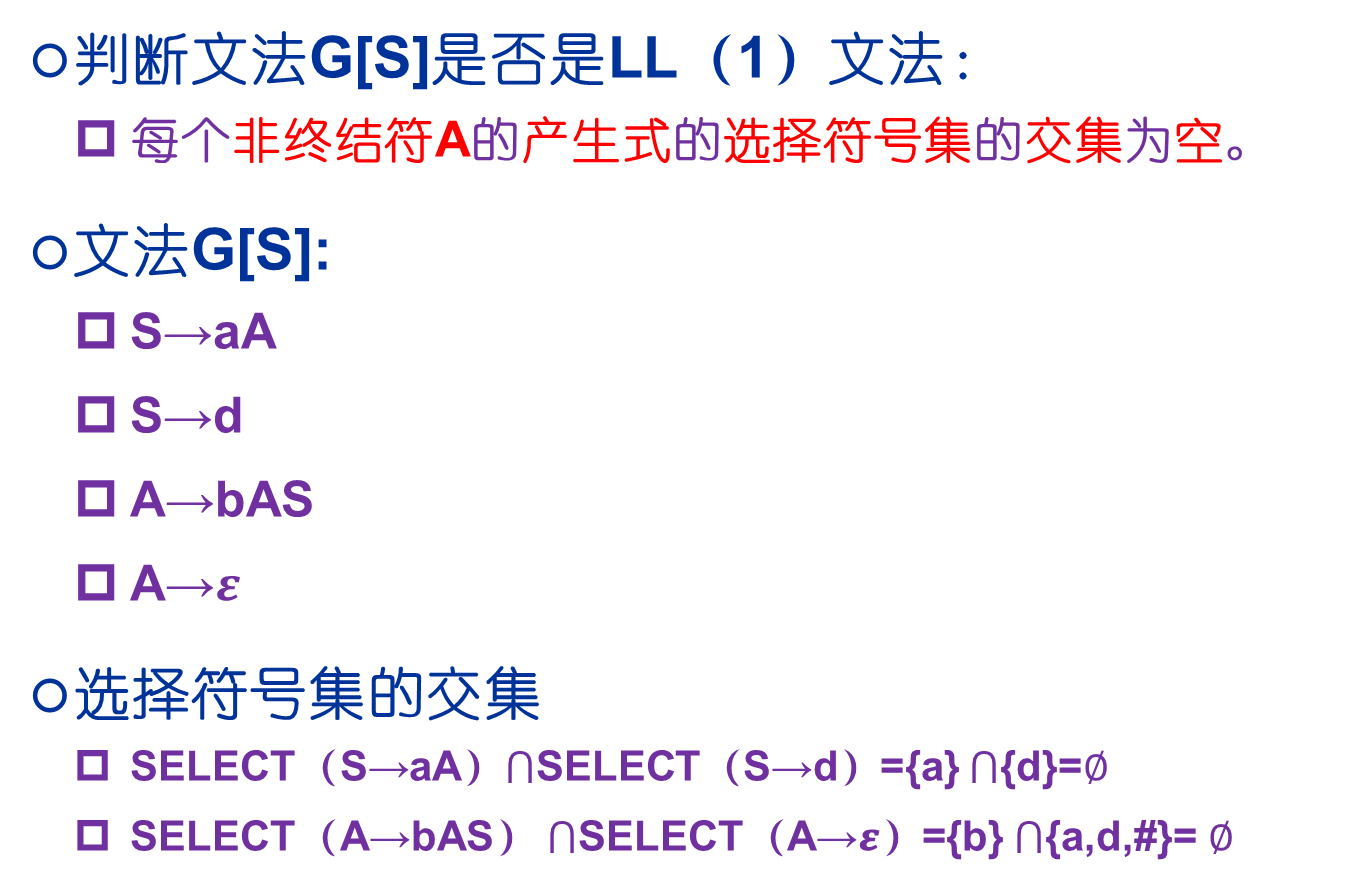 判断文法G[S]是否是LL（1）文法：
每个非终结符A的产生式的选择符号集的交集为空。
文法G[S]:
S→aA
S→d
A→bAS
A→ε
选择符号集的交集
SELECT（S→aA）∩SELECT（S→d）={a}∩{d}=∅
SELECT（A→bAS）∩SELECT（A→ε）={b}∩{a,d,#}= ∅